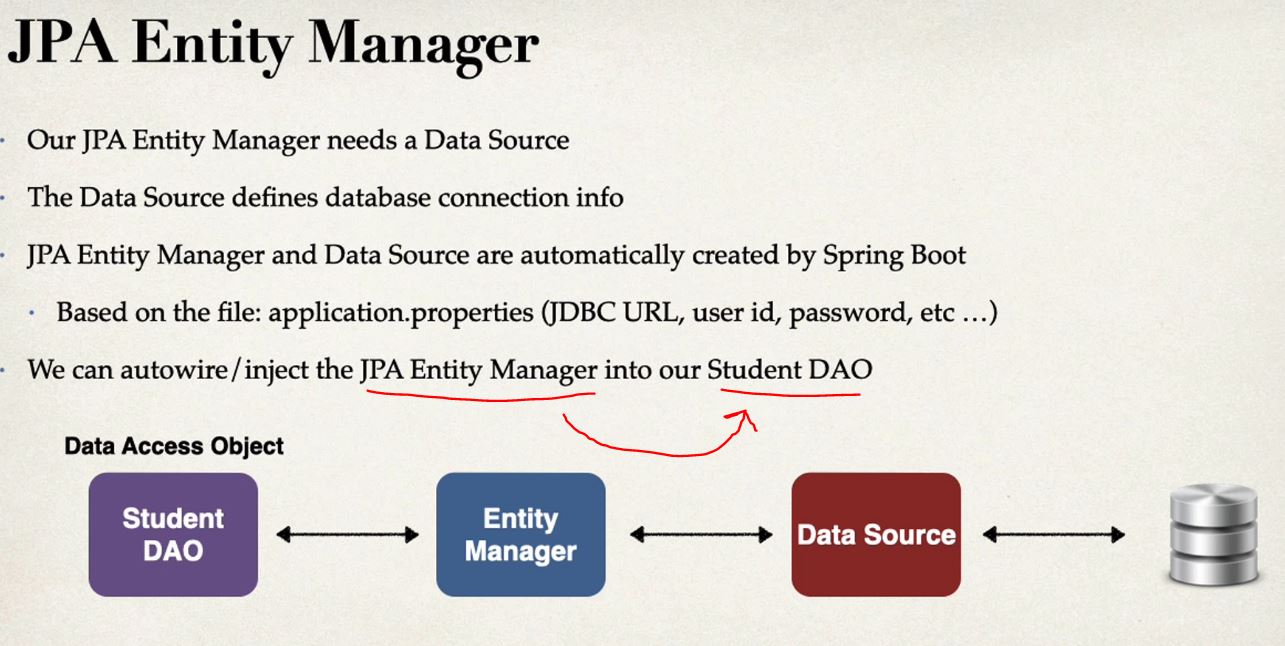 JPA Entity Manager
• Our JPA Entity Manager needs a Data Source
• The Data Source defines database connection info
• JPA Entity Manager and Data Source are automatically created by Spring Boot
• Based on the file: application.properties (JDBC URL, user id, password, etc …)
• We can autowire/inject the JPA Entity Manager into our Student DAO
Data Access Object
Student
DAO
Entity
Manager
Data Source